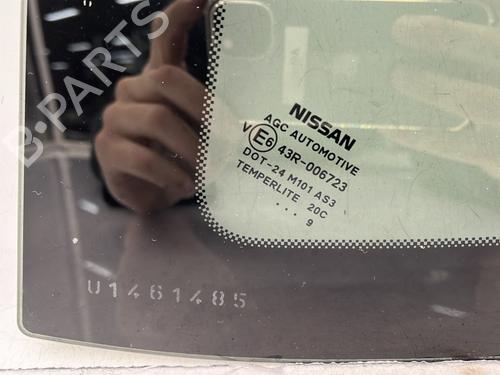 B-PARTS
NISSAN
AGC AUTOMOTIVE
V E6 43R-006723
DOT-24 M101 AS3
TEMPERLITE 20C
... 9
U1461485